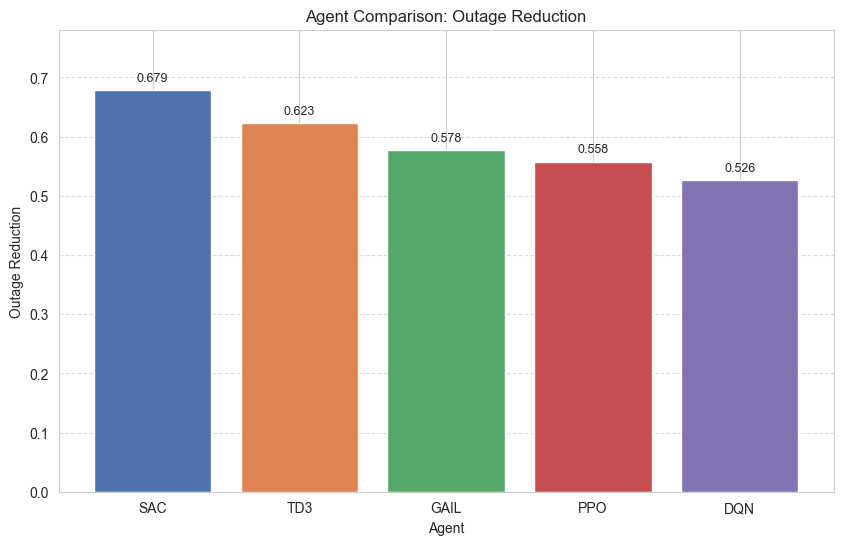 Agent Comparison: Outage Reduction
Outage Reduction
0.7
0.6
0.5
0.4
0.3
0.2
0.1
0.0
0.679
0.623
0.578
0.558
0.526
SAC
TD3
GAIL
PPO
DQN
Agent